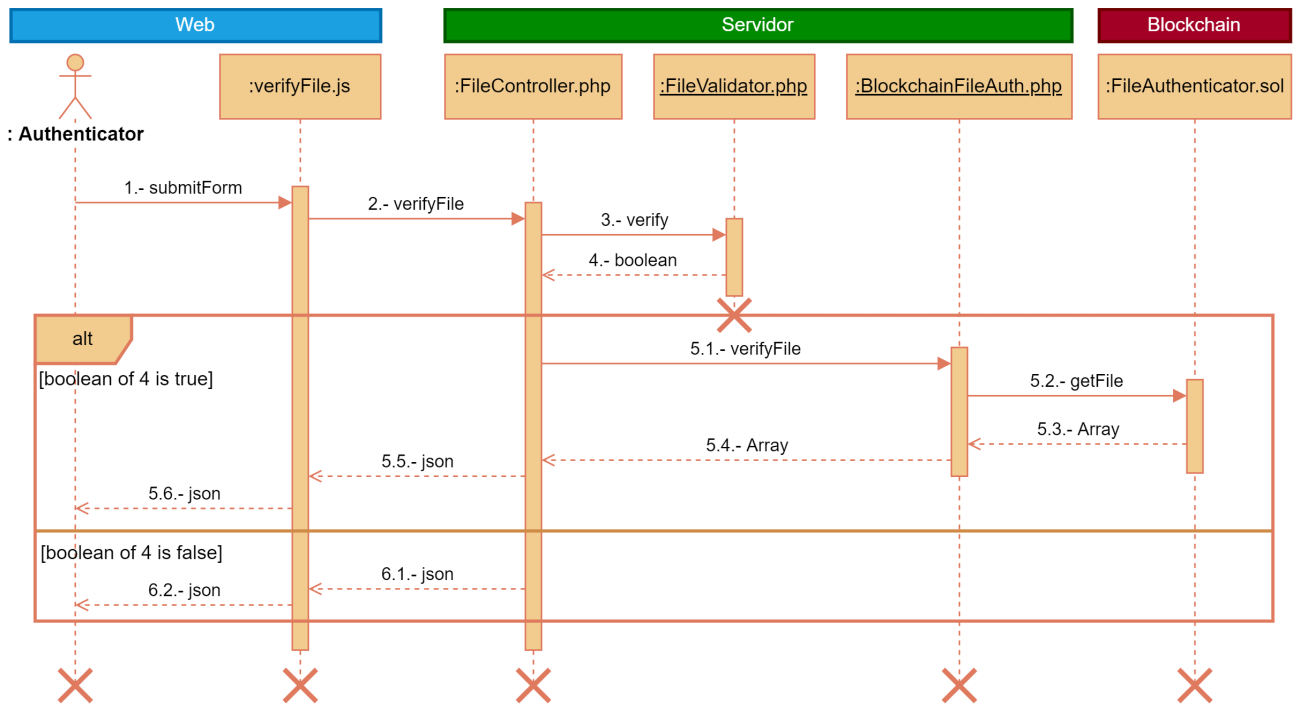 Web
Servidor
Blockchain
: Authenticator
:verifyFile.js
:FileController.php
:FileValidator.php
:BlockchainFileAuth.php
:FileAuthenticator.sol
1.- submitForm
2.- verifyFile
3.- verify
4.- boolean
alt
[boolean of 4 is true]
5.1.- verifyFile
5.2.- getFile
5.3.- Array
5.4.- Array
5.5.- json
5.6.- json
[boolean of 4 is false]
6.1.- json
6.2.- json